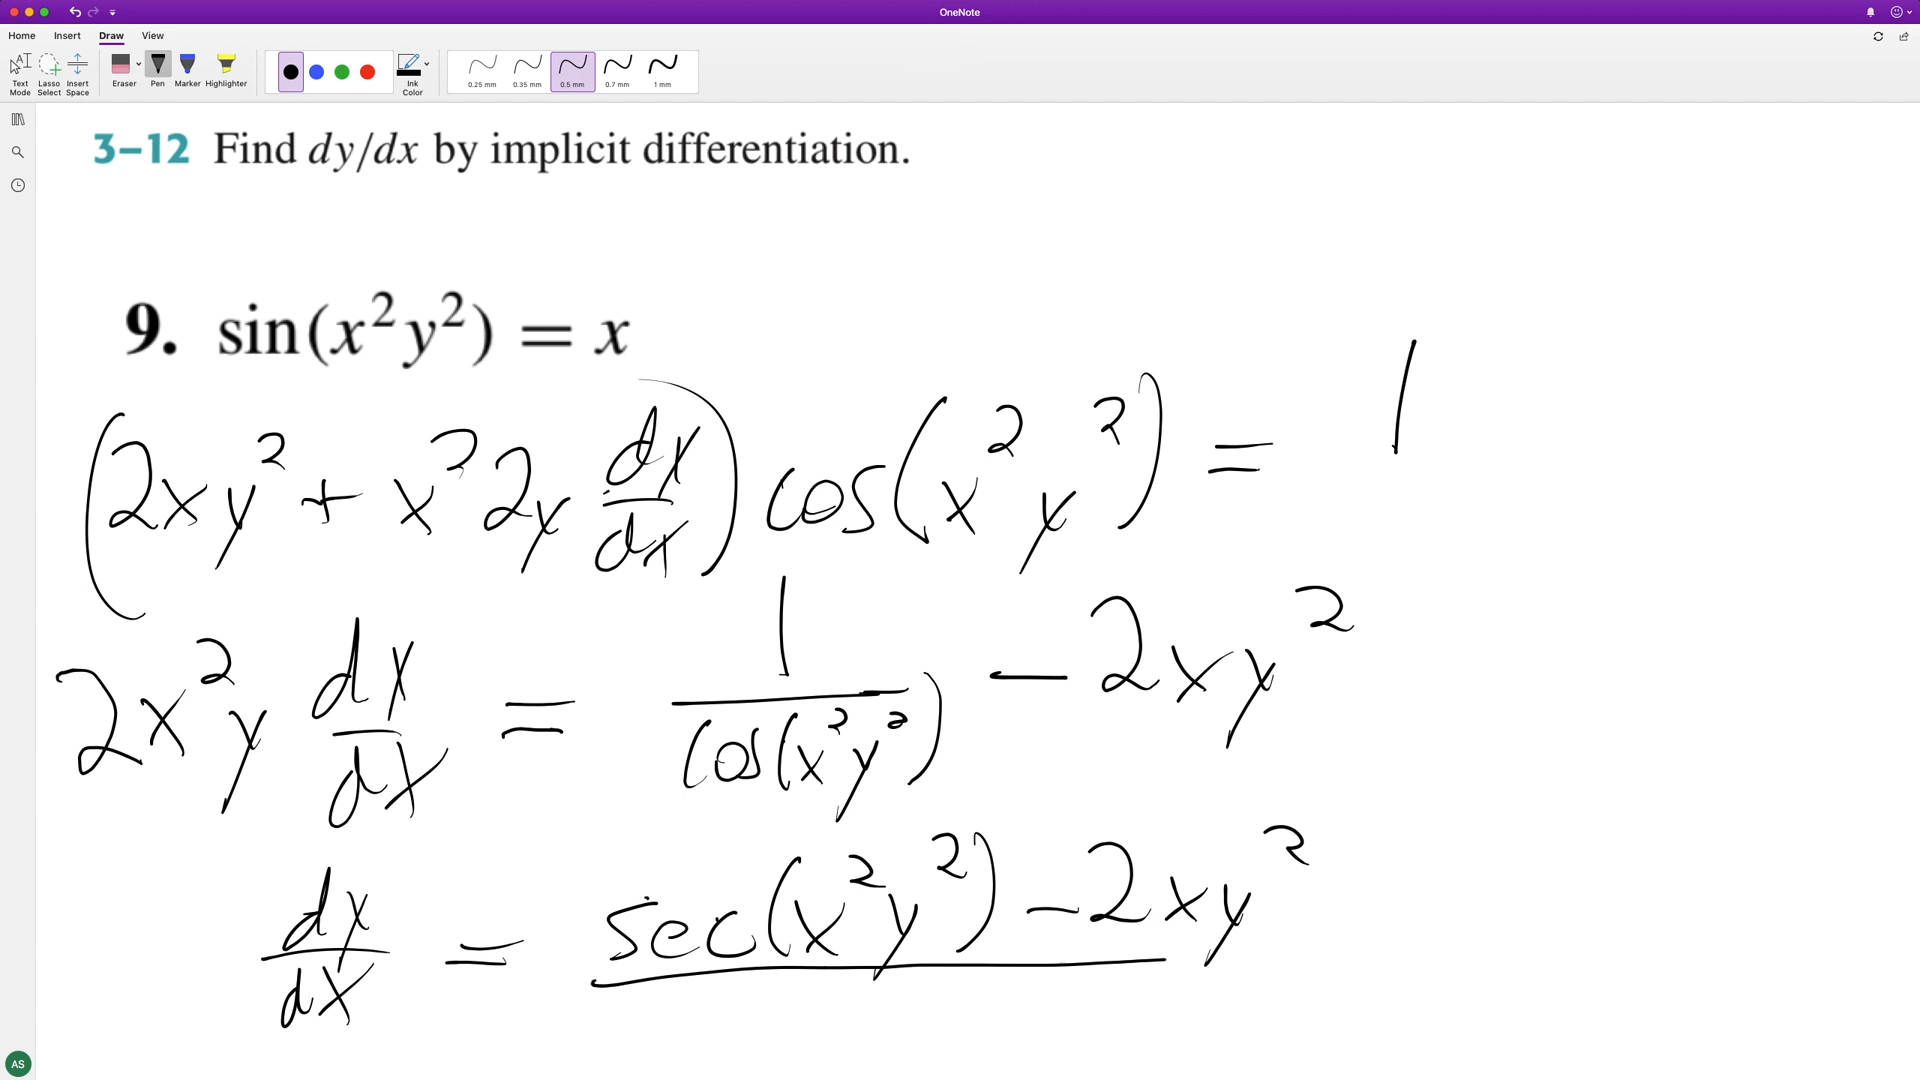 OneNote
Home Insert Draw View
Text Mode Lasso Select Insert Space Eraser Pen Marker Highlighter Ink Color 0.25 mm 0.35 mm 0.5 mm 0.7 mm 1 mm
3–12 Find dy/dx by implicit differentiation.
9. sin(x²y²) = x
(2xy² + x²2y dy/dx) cos(x²y²) = 1
2x²y dy/dx = 1/cos(x²y²) − 2xy²
dy/dx = sec(x²y²) − 2xy²
AS